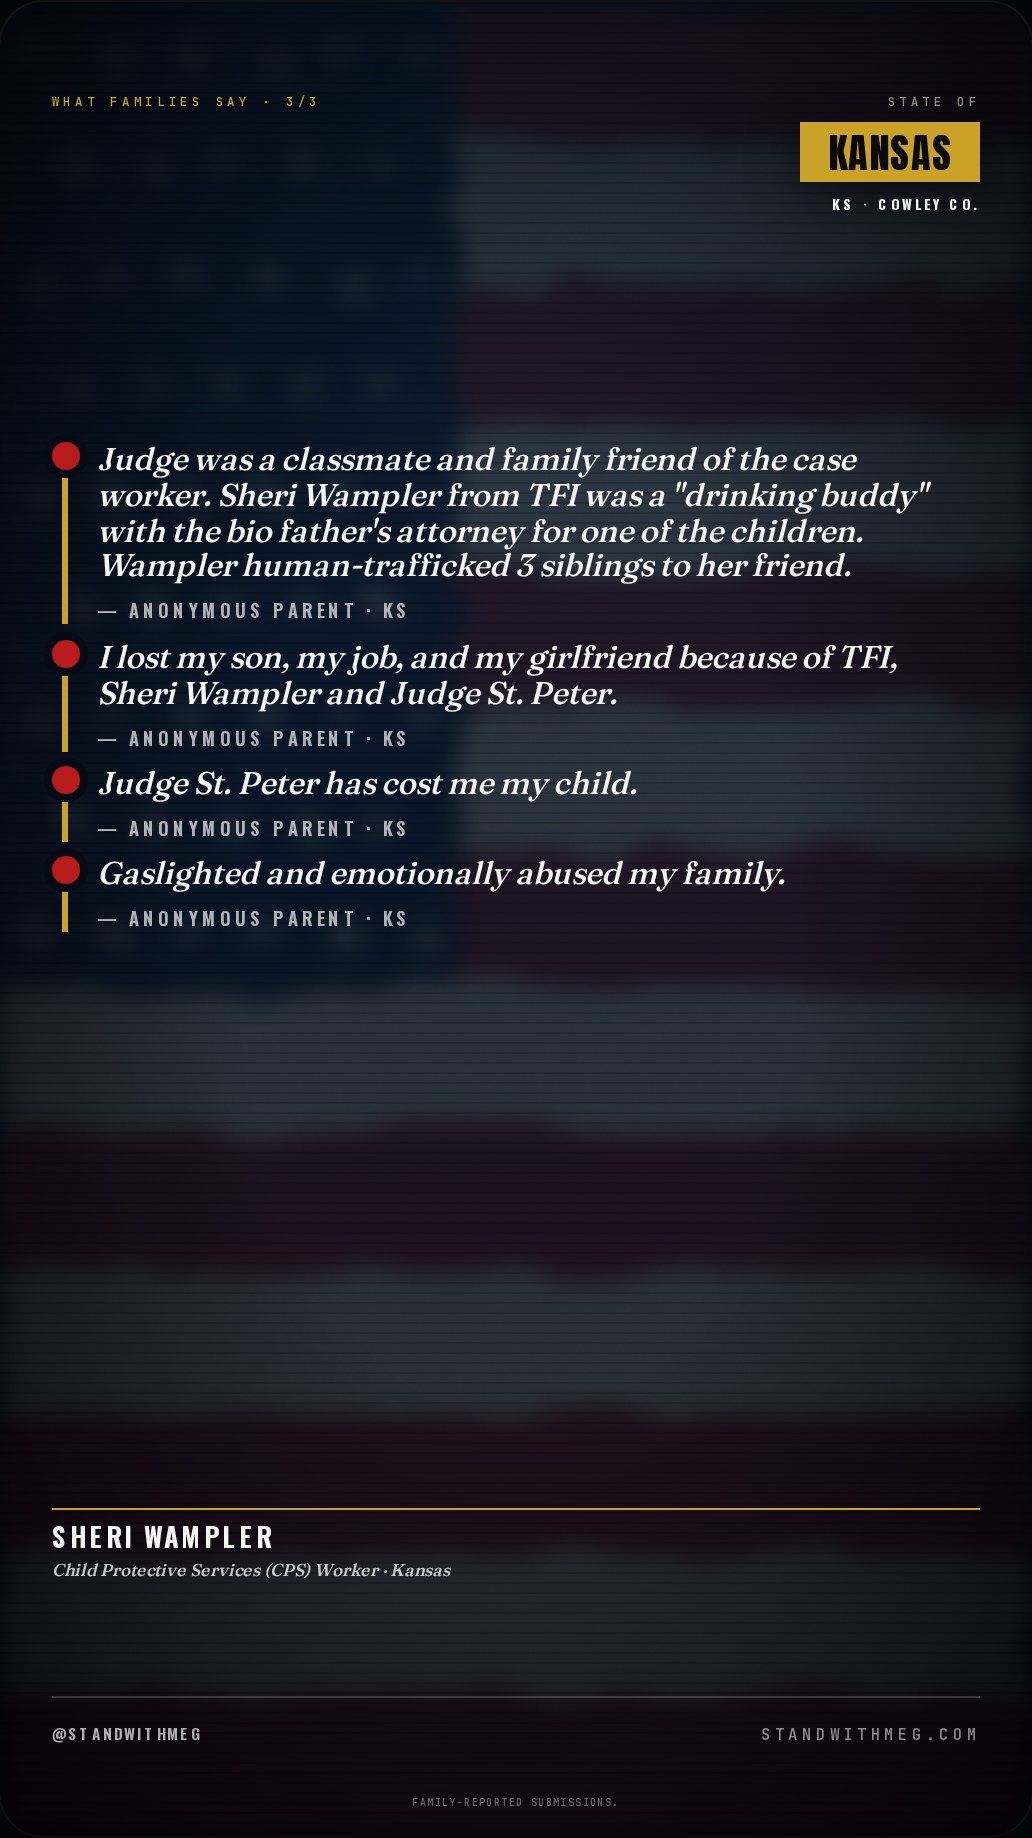 WHAT FAMILIES SAY · 3/3
STATE OF
KANSAS
KS · COWLEY CO.
Judge was a classmate and family friend of the case
worker. Sheri Wampler from TFI was a "drinking buddy"
with the bio father's attorney for one of the children.
Wampler human-trafficked 3 siblings to her friend.
— ANONYMOUS PARENT · KS
I lost my son, my job, and my girlfriend because of TFI,
Sheri Wampler and Judge St. Peter.
— ANONYMOUS PARENT · KS
Judge St. Peter has cost me my child.
— ANONYMOUS PARENT · KS
Gaslighted and emotionally abused my family.
— ANONYMOUS PARENT · KS
SHERI WAMPLER
Child Protective Services (CPS) Worker · Kansas
@STANDWITHMEG
STANDWITHMEG.COM
FAMILY-REPORTED SUBMISSIONS.